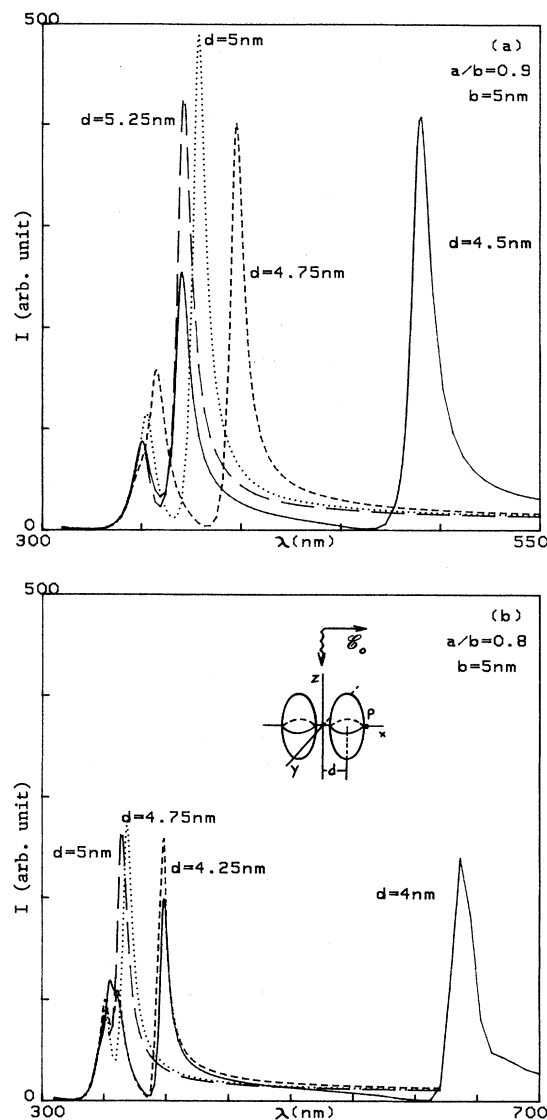 500
d=5nm
(a)
a/b=0.9
b=5nm
d=5.25nm
d=4.5nm
d=4.75nm
I (arb. unit)
0
300
λ(nm)
550
500
(b)
a/b=0.8
b=5nm
z
P
x
y
d
d=4.75nm
d=5nm
d=4.25nm
d=4nm
I (arb. unit)
0
300
λ(nm)
700